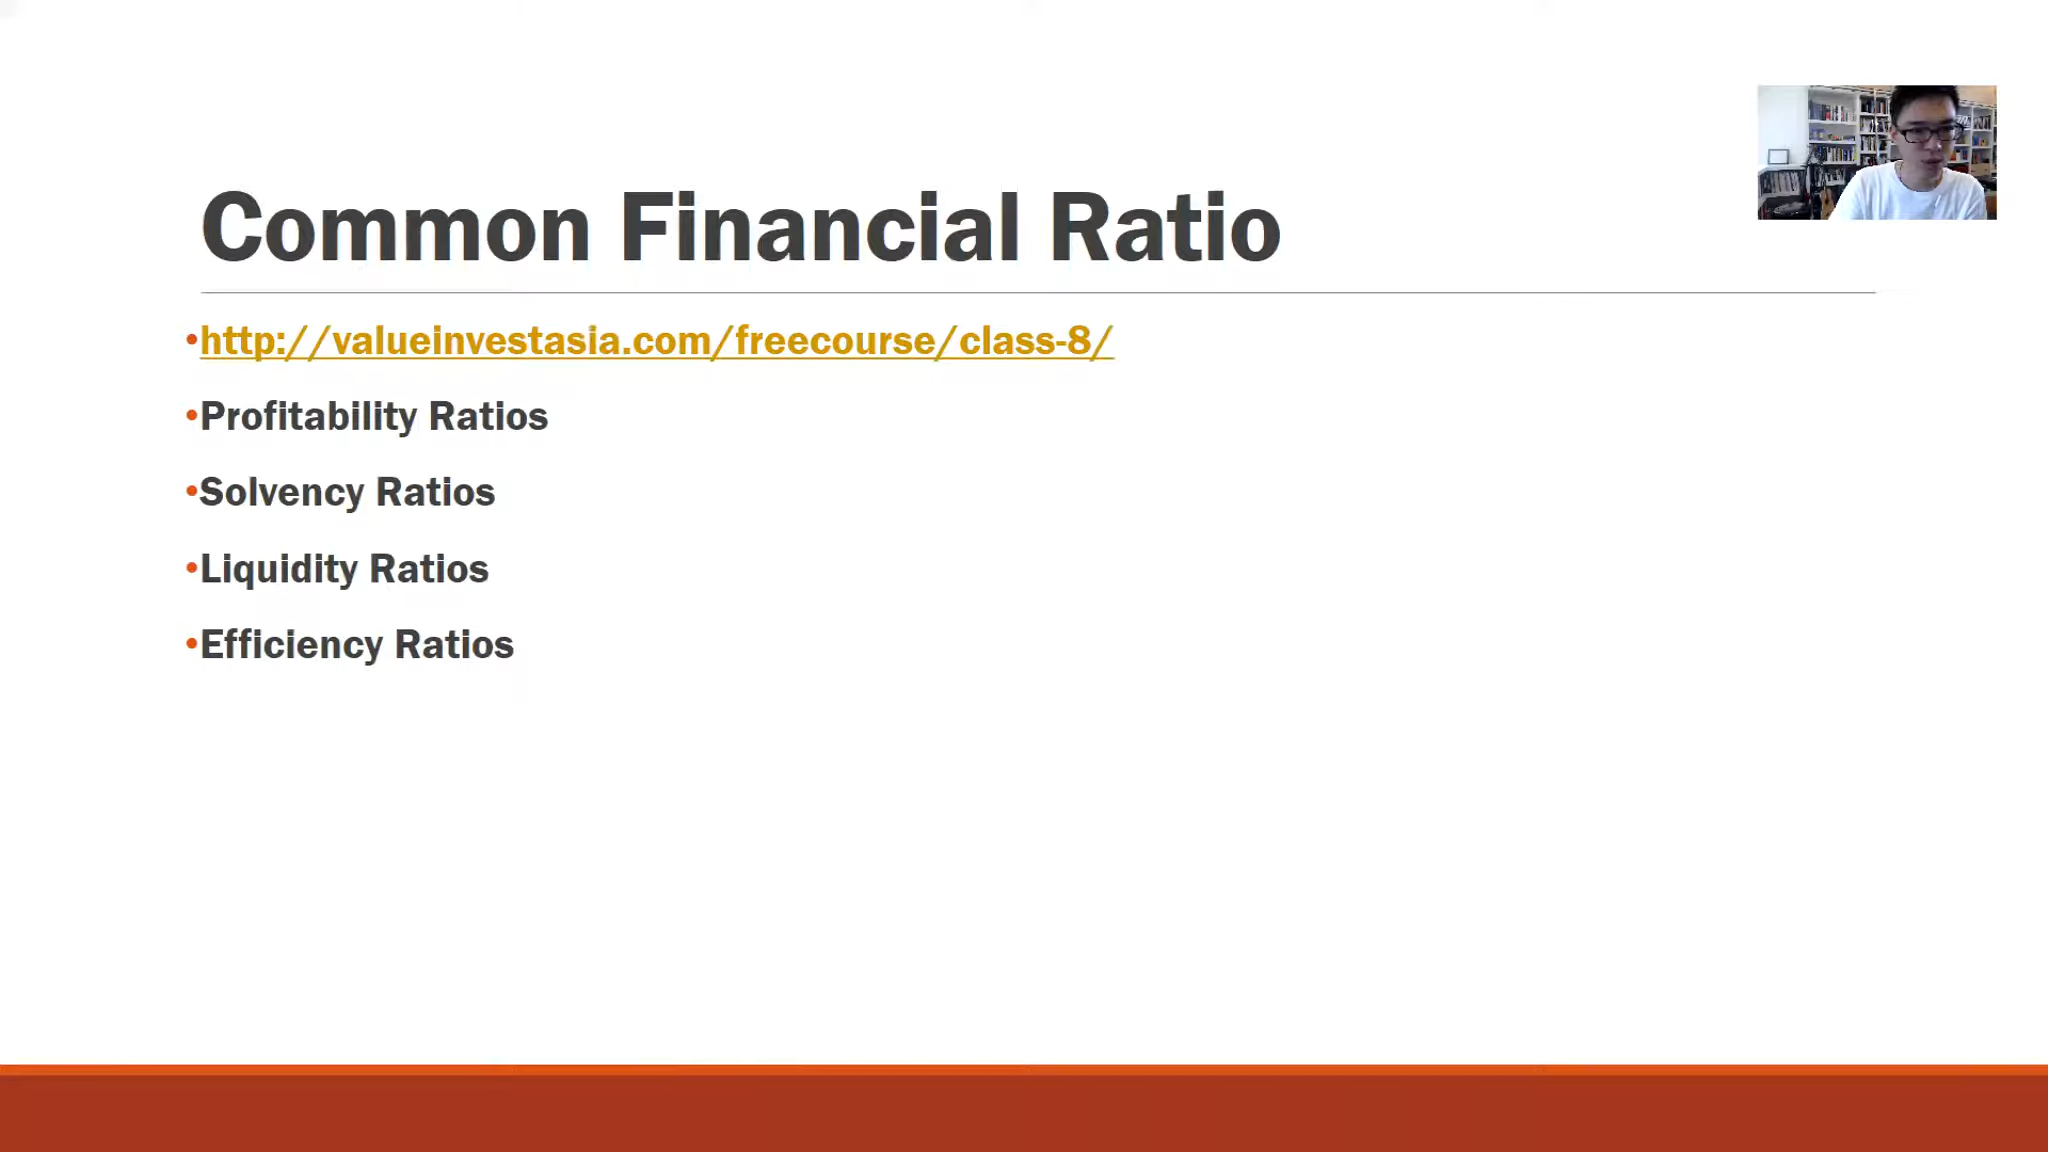 Common Financial Ratio
•http://valueinvestasia.com/freecourse/class-8/
•Profitability Ratios
•Solvency Ratios
•Liquidity Ratios
•Efficiency Ratios